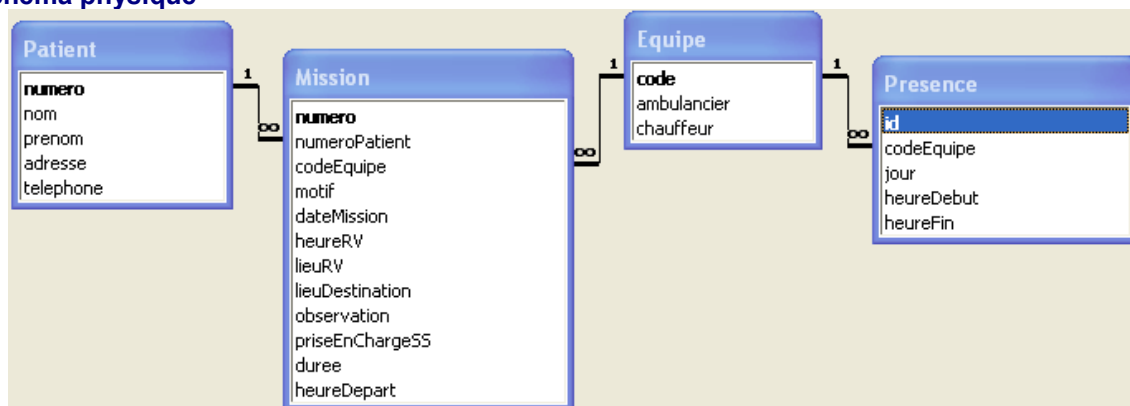 physique
Patient
numero
nom
prenom
adresse
telephone
1
∞
Mission
numero
numeroPatient
codeEquipe
motif
dateMission
heureRV
lieuRV
lieuDestination
observation
priseEnChargeSS
duree
heureDepart
1
∞
Equipe
code
ambulancier
chauffeur
1
∞
Presence
id
codeEquipe
jour
heureDebut
heureFin